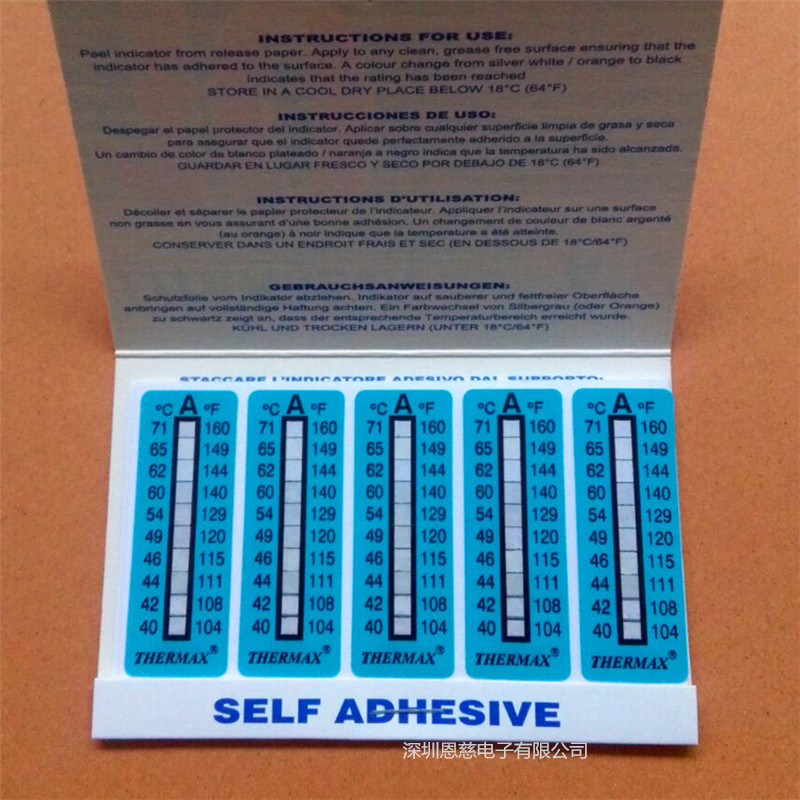 INSTRUCTIONS FOR USE:
Peel indicator from release paper. Apply to any clean, grease free surface ensuring that the
indicator has adhered to the surface. A colour change from silver white / orange to black
indicates that the rating has been reached
STORE IN A COOL DRY PLACE BELOW 18°C (64°F)
INSTRUCCIONES DE USO:
Despegar el papel protector del indicator. Aplicar sobre cualquier superficie limpia de grasa y seco
para asegurar que el indicator quede perfectamente adherido a la superficie.
Un cambio de color de blanco plateado / naranja a negro indica que la temperatura ha sido alcanzada.
GUARDAR EN LUGAR FRESCO Y SECO POR DEBAJO DE 18°C (64°F)
INSTRUCTIONS D'UTILISATION:
Décoller et séparer le papier protecteur de l'indicateur. Appliquer l'indicateur sur une surface
non grasse en vous assurant d'une bonne adhésion. Un changement de couleur de blanc argenté
(au orange) à noir indique que la temperature a été atteinte.
CONSERVER DANS UN ENDROIT FRAIS ET SEC (EN DESSOUS DE 18°C/64°F)
GEBRAUCHSANWEISUNGEN:
Schutzfolie vom Indikator abziehen. Indikator auf sauberer und fettfreier Oberfläche
anbringen auf vollständige Haftung achten. Ein Farbwechsel von Silbergrau (oder Orange)
zu schwartz zeigt an, dass der entsprechende Temperaturbereich erreicht wurde.
KÜHL UND TROCKEN LAGERN (UNTER 18°C/64°F)
STACCARE L'INDICATORE ADESIVO DAL SUPPORTO:
°C A °F °C A °F °C A °F °C A °F °C A °F
71 160 71 160 71 160 71 160 71 160
65 149 65 149 65 149 65 149 65 149
62 144 62 144 62 144 62 144 62 144
60 140 60 140 60 140 60 140 60 140
54 129 54 129 54 129 54 129 54 129
49 120 49 120 49 120 49 120 49 120
46 115 46 115 46 115 46 115 46 115
44 111 44 111 44 111 44 111 44 111
42 108 42 108 42 108 42 108 42 108
40 104 40 104 40 104 40 104 40 104
THERMAX® THERMAX® THERMAX® THERMAX® THERMAX®
SELF ADHESIVE
深圳恩慈电子有限公司